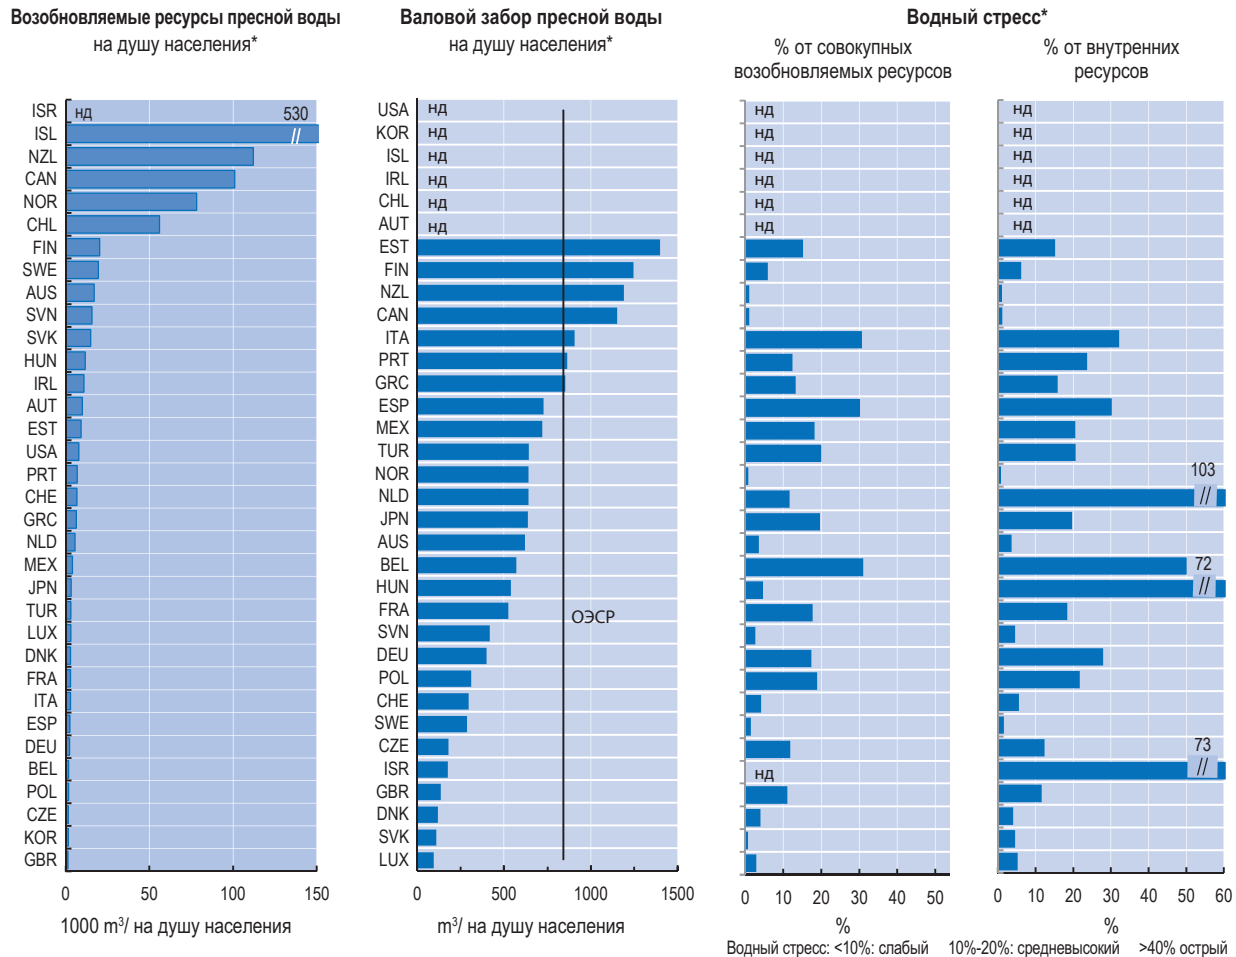 Возобновляемые ресурсы пресной воды
на душу населения*
ISR нд 530
ISL //
NZL
CAN
NOR
CHL
FIN
SWE
AUS
SVN
SVK
HUN
IRL
AUT
EST
USA
PRT
CHE
GRC
NLD
MEX
JPN
TUR
LUX
DNK
FRA
ITA
ESP
DEU
BEL
POL
CZE
KOR
GBR
0 50 100 150
1000 m³/ на душу населения
Валовой забор пресной воды
на душу населения*
USA нд
KOR нд
ISL нд
IRL нд
CHL нд
AUT нд
EST
FIN
NZL
CAN
ITA
PRT
GRC
ESP
MEX
TUR
NOR
NLD
JPN
AUS
BEL
HUN
FRA
ОЭСР
SVN
DEU
POL
CHE
SWE
CZE
ISR
GBR
DNK
SVK
LUX
0 500 1000 1500
m³/ на душу населения
Водный стресс*
% от совокупных
возобновляемых ресурсов
нд
нд
нд
нд
нд
нд
нд
0 10 20 30 40 50
%
% от внутренних
ресурсов
нд
нд
нд
нд
нд
нд
103
//
72
//
73
//
0 10 20 30 40 50 60
%
Водный стресс: <10%: слабый 10%-20%: средневысокий >40% острый